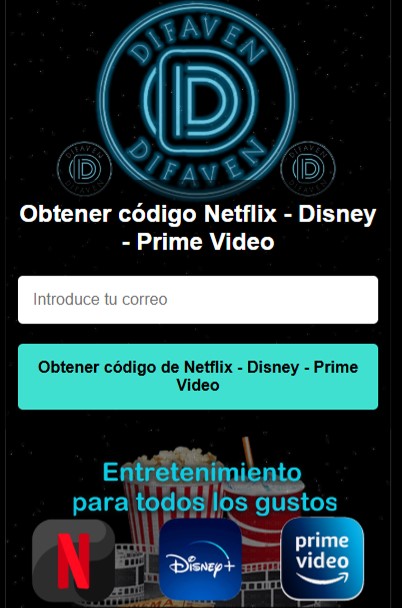 DIFAVEN
D
DIFAVEN
DIFAVEN
D
DIFAVEN
DIFAVEN
D
DIFAVEN
Obtener código Netflix - Disney
- Prime Video
Introduce tu correo
Obtener código de Netflix - Disney - Prime
Video
Entretenimiento
para todos los gustos
N
Disney+
prime
video